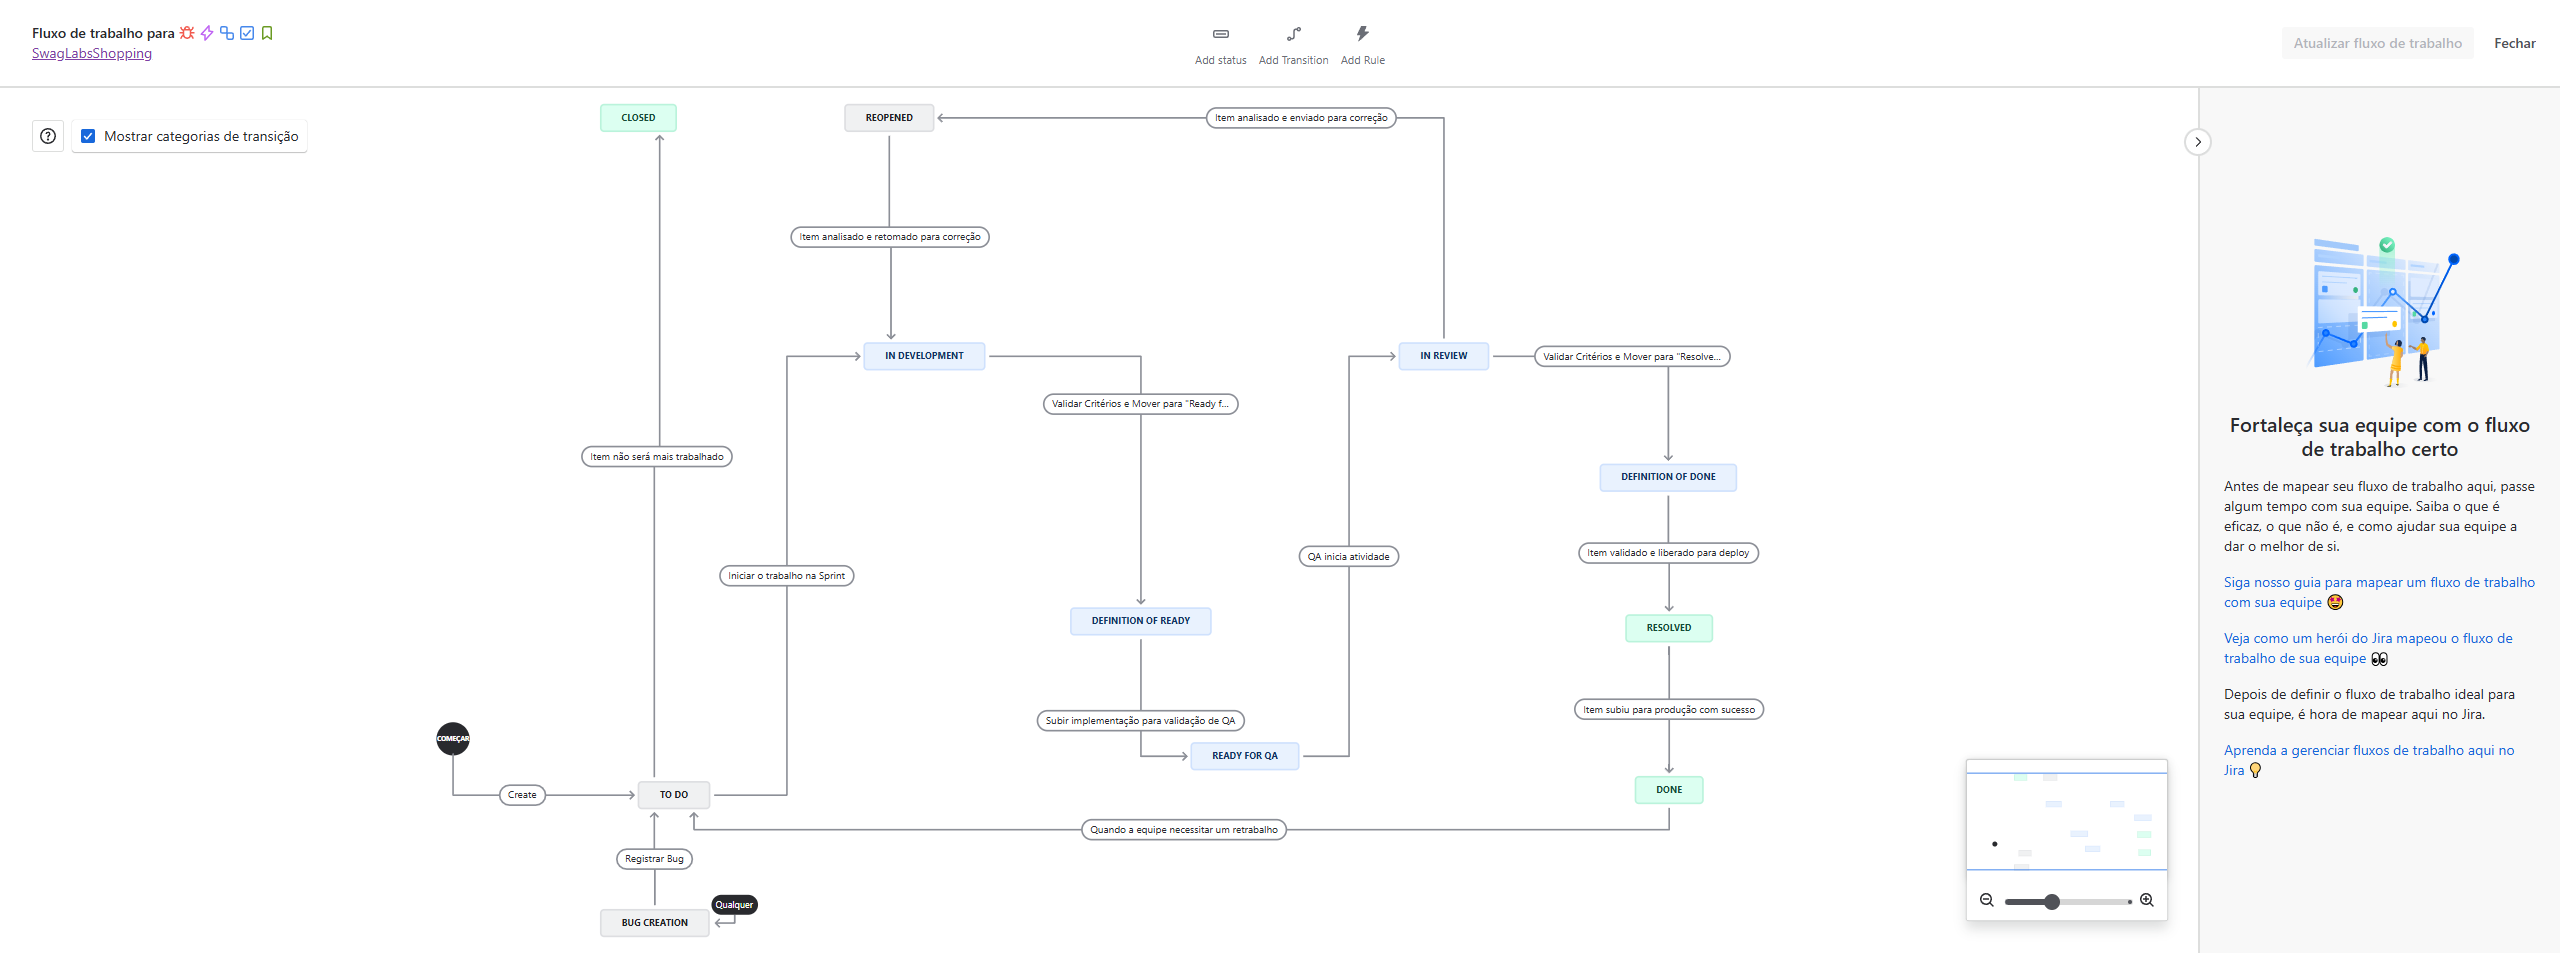 Fluxo de trabalho para
SwagLabsShopping
Add status
Add Transition
Add Rule
Atualizar fluxo de trabalho
Fechar
Mostrar categorias de transição
CLOSED
REOPENED
Item analisado e enviado para correção
Item analisado e retomado para correção
IN DEVELOPMENT
IN REVIEW
Validar Critérios e Mover para "Resolve...
Validar Critérios e Mover para "Ready f...
Item não será mais trabalhado
DEFINITION OF DONE
QA inicia atividade
Item validado e liberado para deploy
Iniciar o trabalho na Sprint
DEFINITION OF READY
RESOLVED
Item subiu para produção com sucesso
Subir implementação para validação de QA
COMEÇAR
READY FOR QA
Create
TO DO
DONE
Quando a equipe necessitar um retrabalho
Registrar Bug
Qualquer
BUG CREATION
Fortaleça sua equipe com o fluxo
de trabalho certo
Antes de mapear seu fluxo de trabalho aqui, passe
algum tempo com sua equipe. Saiba o que é
eficaz, o que não é, e como ajudar sua equipe a
dar o melhor de si.
Siga nosso guia para mapear um fluxo de trabalho
com sua equipe 🤩
Veja como um herói do Jira mapeou o fluxo de
trabalho de sua equipe 👀
Depois de definir o fluxo de trabalho ideal para
sua equipe, é hora de mapear aqui no Jira.
Aprenda a gerenciar fluxos de trabalho aqui no
Jira 💡